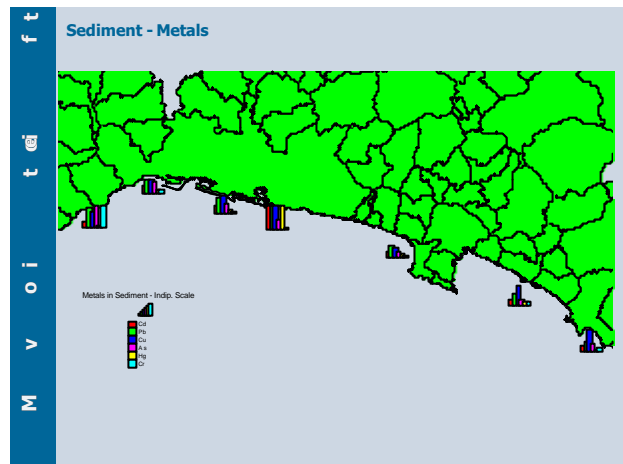 Sediment - Metals
Metals in Sediment - Indip. Scale
Cd
Pb
Cu
As
Hg
Cr